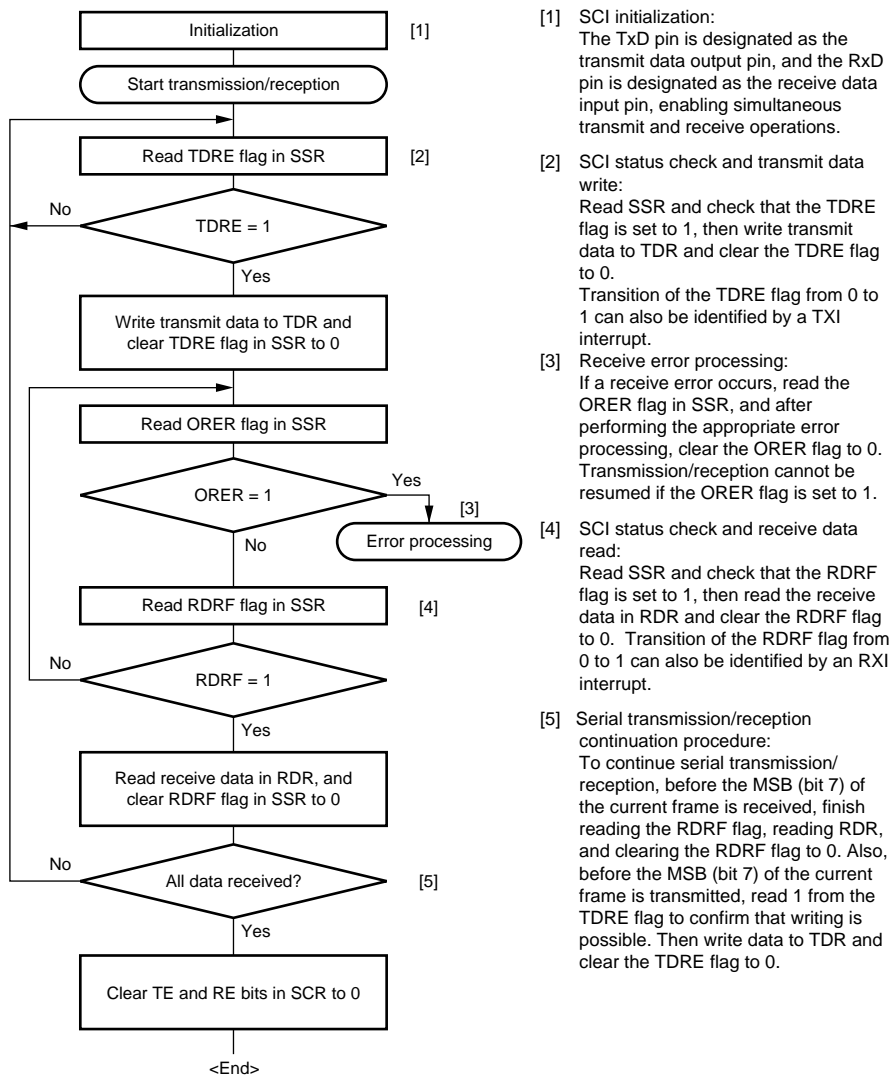 Initialization
[1]
Start transmission/reception
Read TDRE flag in SSR
[2]
No
TDRE = 1
Yes
Write transmit data to TDR and
clear TDRE flag in SSR to 0
Read ORER flag in SSR
Yes
ORER = 1
[3]
No
Error processing
Read RDRF flag in SSR
[4]
No
RDRF = 1
Yes
Read receive data in RDR, and
clear RDRF flag in SSR to 0
No
All data received?
[5]
Yes
Clear TE and RE bits in SCR to 0
<End>
[1] SCI initialization:
The TxD pin is designated as the
transmit data output pin, and the RxD
pin is designated as the receive data
input pin, enabling simultaneous
transmit and receive operations.
[2] SCI status check and transmit data
write:
Read SSR and check that the TDRE
flag is set to 1, then write transmit
data to TDR and clear the TDRE flag
to 0.
Transition of the TDRE flag from 0 to
1 can also be identified by a TXI
interrupt.
[3] Receive error processing:
If a receive error occurs, read the
ORER flag in SSR, and after
performing the appropriate error
processing, clear the ORER flag to 0.
Transmission/reception cannot be
resumed if the ORER flag is set to 1.
[4] SCI status check and receive data
read:
Read SSR and check that the RDRF
flag is set to 1, then read the receive
data in RDR and clear the RDRF flag
to 0. Transition of the RDRF flag from
0 to 1 can also be identified by an RXI
interrupt.
[5] Serial transmission/reception
continuation procedure:
To continue serial transmission/
reception, before the MSB (bit 7) of
the current frame is received, finish
reading the RDRF flag, reading RDR,
and clearing the RDRF flag to 0. Also,
before the MSB (bit 7) of the current
frame is transmitted, read 1 from the
TDRE flag to confirm that writing is
possible. Then write data to TDR and
clear the TDRE flag to 0.